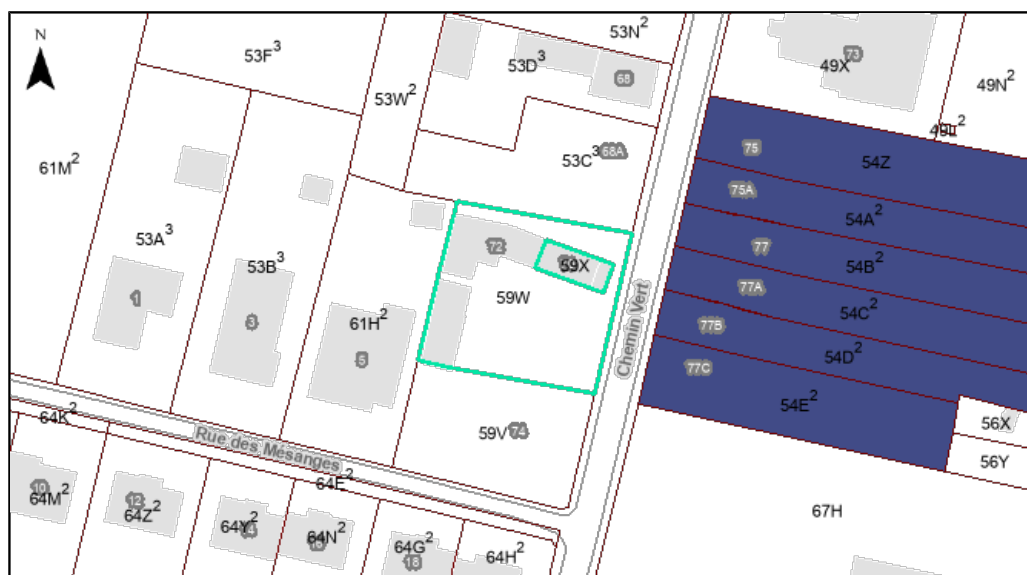 N
53F³
53N²
53D³
68
49X
73
49N²
53W²
61M²
53C³
68A
75
54Z
75A
54A²
53A³
53B³
72
59X
77
54B²
59W
77A
54C²
1
3
61H²
5
Chemin Vert
77B
54D²
77C
54E²
59V
74
56X
56Y
64K²
Rue des Mésanges
64E²
10
64M²
12
64Z²
64Y²
64N²
64G²
18
64H²
67H